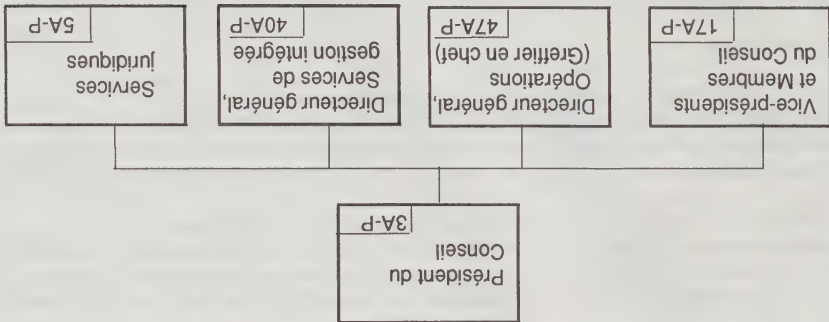 Président du
Conseil
3A-P
Vice-présidents
et Membres
du Conseil
17A-P
Directeur général,
Opérations
(Greffier en chef)
47A-P
Directeur général,
Services de
gestion intégrée
40A-P
Services
juridiques
5A-P